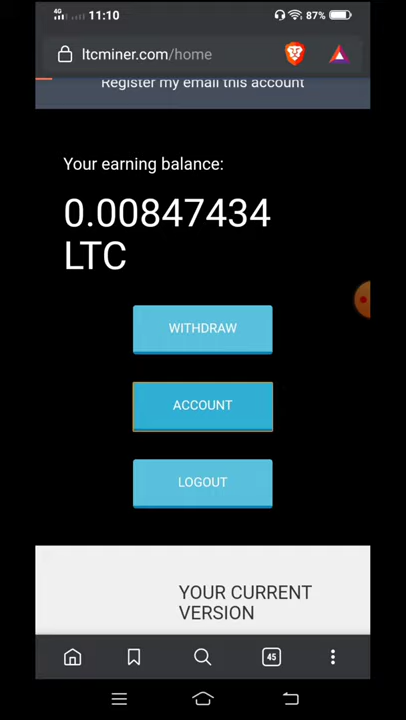 4G 11:10 87%
ltcminer.com/home
Register my email this account
Your earning balance:
0.00847434
LTC
WITHDRAW
ACCOUNT
LOGOUT
YOUR CURRENT
VERSION
45